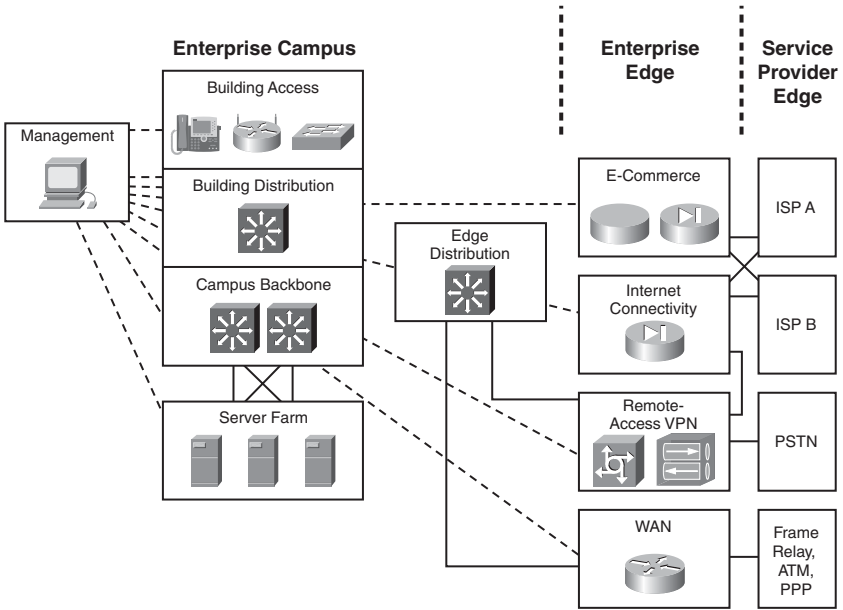 Enterprise Campus
Enterprise
Edge
Service
Provider
Edge
Building Access
Management
Building Distribution
Campus Backbone
Server Farm
Edge
Distribution
E-Commerce
Internet
Connectivity
Remote-
Access VPN
WAN
ISP A
ISP B
PSTN
Frame
Relay,
ATM,
PPP